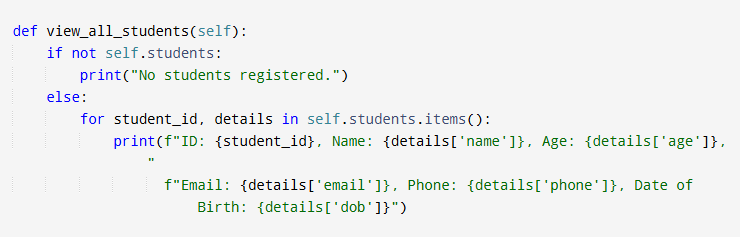 def view_all_students(self):
    if not self.students:
        print("No students registered.")
    else:
        for student_id, details in self.students.items():
            print(f"ID: {student_id}, Name: {details['name']}, Age: {details['age']},
                "
                  f"Email: {details['email']}, Phone: {details['phone']}, Date of
                      Birth: {details['dob']}")